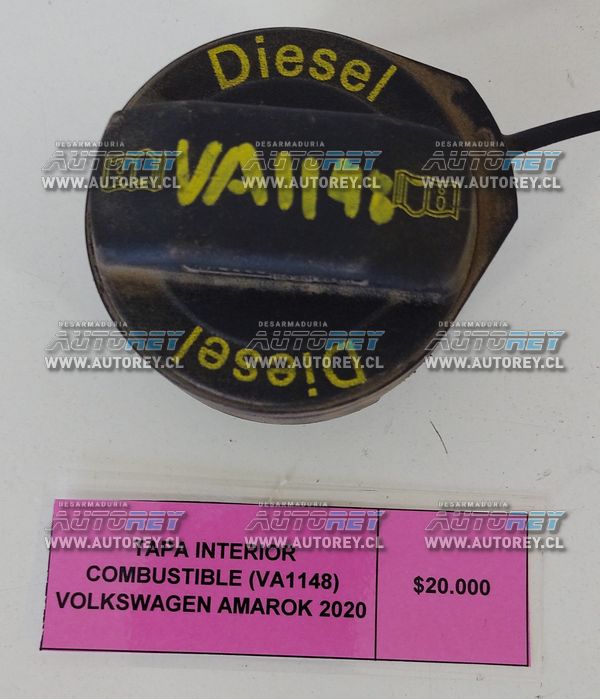 Diesel
VA1148
Diesel
DESARMADURIA
AUTOREY
WWW.AUTOREY.CL
TAPA INTERIOR
COMBUSTIBLE (VA1148)
VOLKSWAGEN AMAROK 2020
$20.000